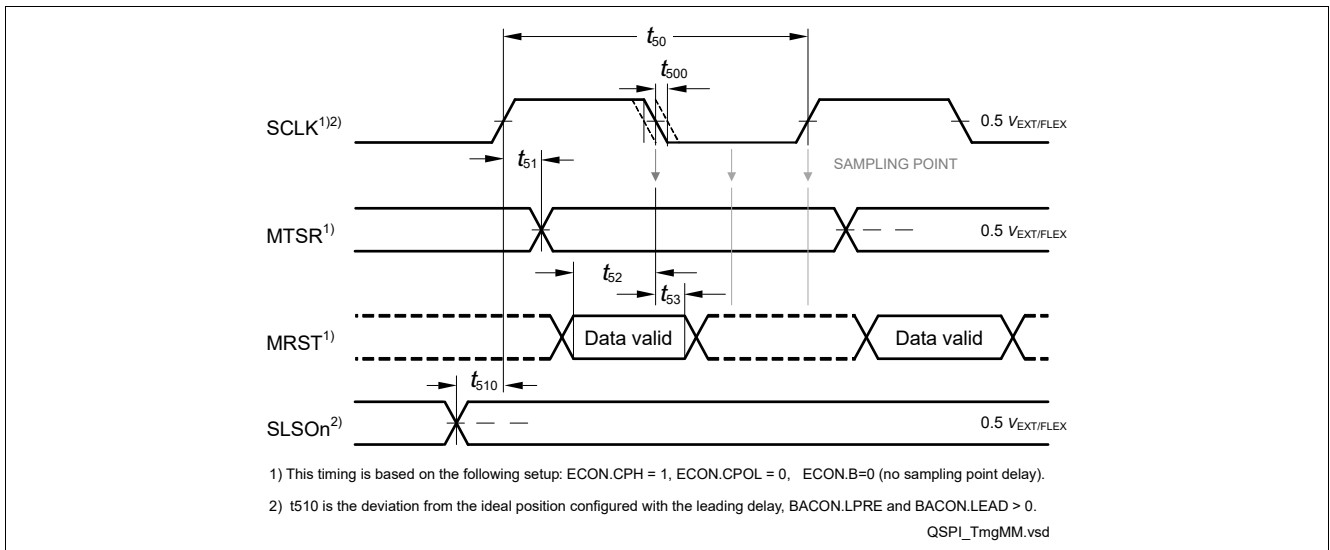 t50
t500
SCLK1)2)
0.5 VEXT/FLEX
t51
SAMPLING POINT
MTSR1)
0.5 VEXT/FLEX
t52
t53
MRST1)
Data valid
Data valid
t510
SLSOn2)
0.5 VEXT/FLEX
1) This timing is based on the following setup: ECON.CPH = 1, ECON.CPOL = 0, ECON.B=0 (no sampling point delay).
2) t510 is the deviation from the ideal position configured with the leading delay, BACON.LPRE and BACON.LEAD > 0.
QSPI_TmgMM.vsd